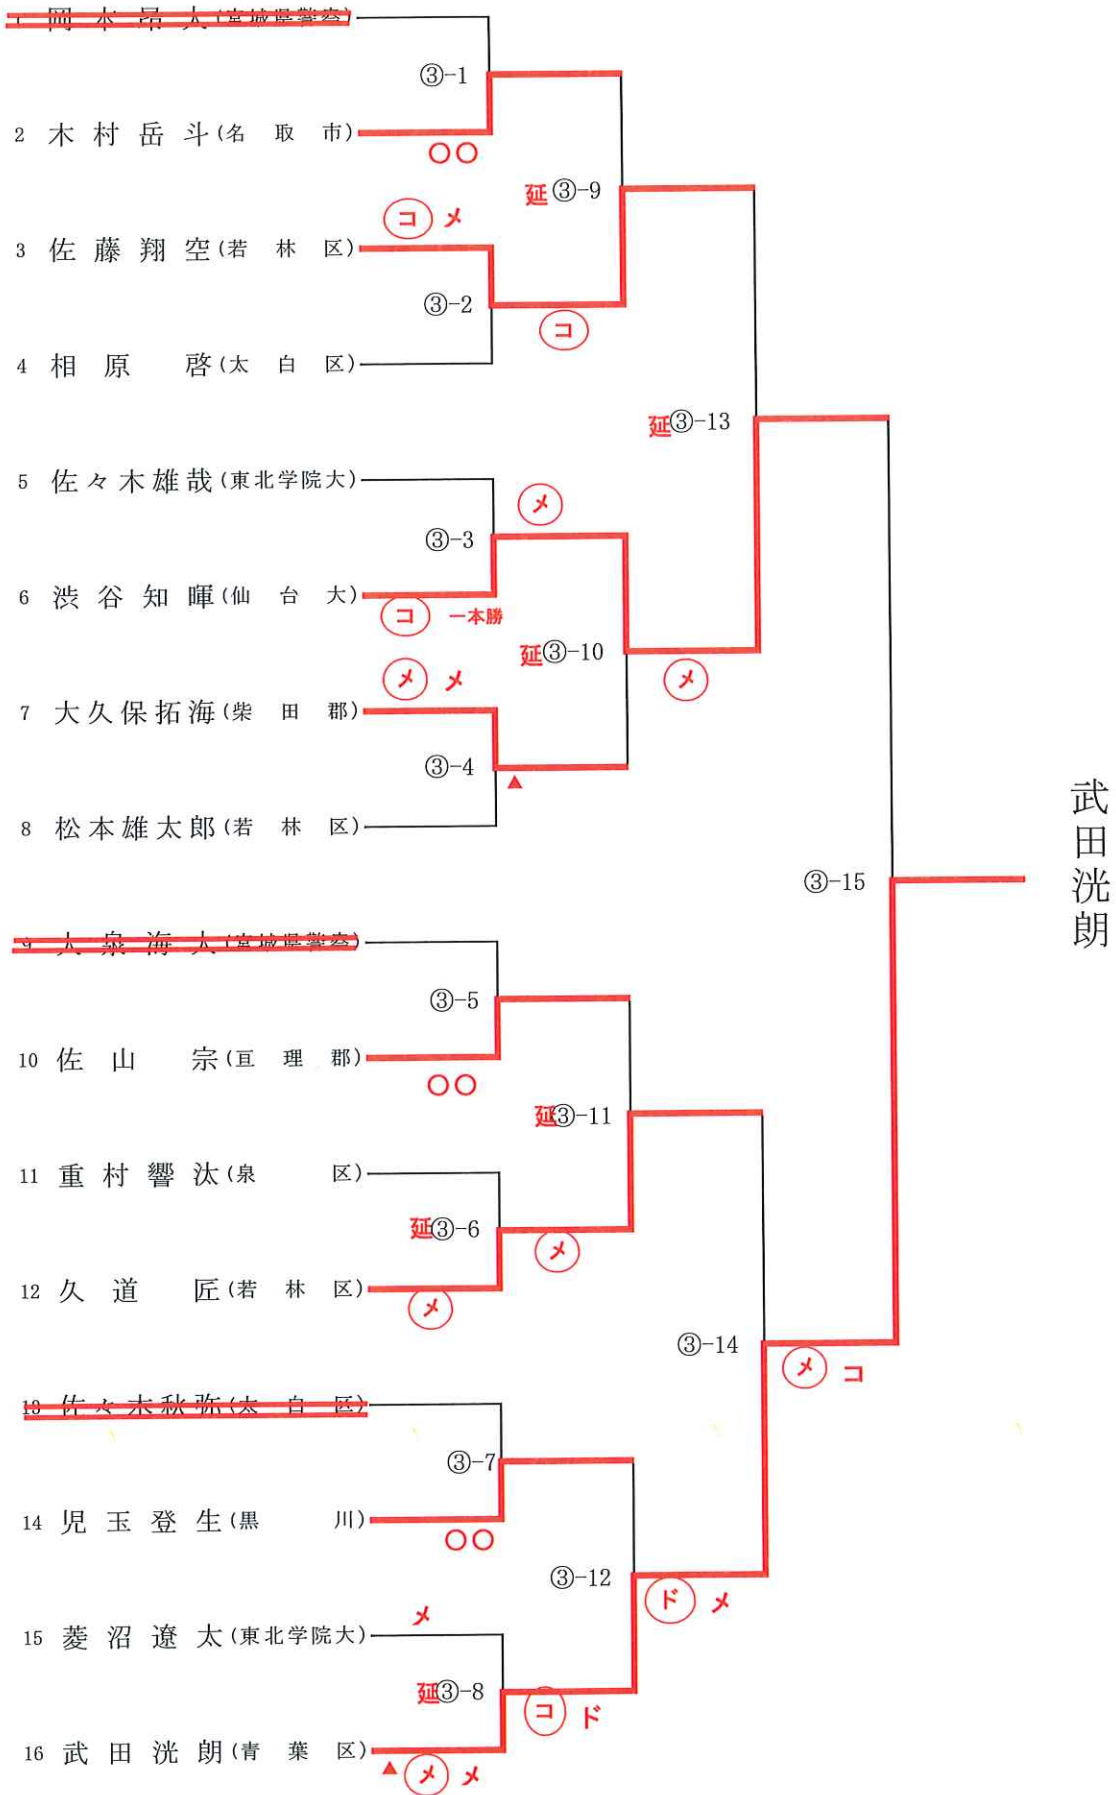 1 岡本昂大(宮城県警察)
③-1
2 木村岳斗(名取市)
〇〇
延 ③-9
コ メ
3 佐藤翔空(若林区)
③-2
コ
4 相原 啓(太白区)
延③-13
5 佐々木雄哉(東北学院大)
メ
③-3
6 渋谷知暉(仙台大)
コ 一本勝
延③-10
メ メ
メ
7 大久保拓海(柴田郡)
③-4
▲
8 松本雄太郎(若林区)
武田洸朗
③-15
9 大泉海大(宮城県警察)
③-5
10 佐山 宗(亘理郡)
〇〇
延③-11
11 重村響汰(泉区)
延③-6
メ
12 久道 匠(若林区)
メ
③-14
メ コ
13 佐々木秋弥(太白区)
③-7
14 児玉登生(黒川)
〇〇
③-12
ド メ
メ
15 菱沼遼太(東北学院大)
延③-8
コ ド
16 武田洸朗(青葉区)
▲ メ メ